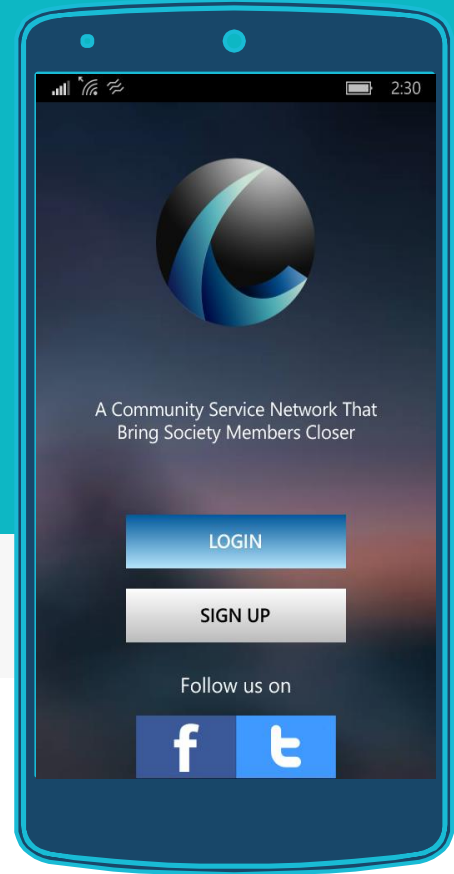 2:30
A Community Service Network That
Bring Society Members Closer
LOGIN
SIGN UP
Follow us on
f t